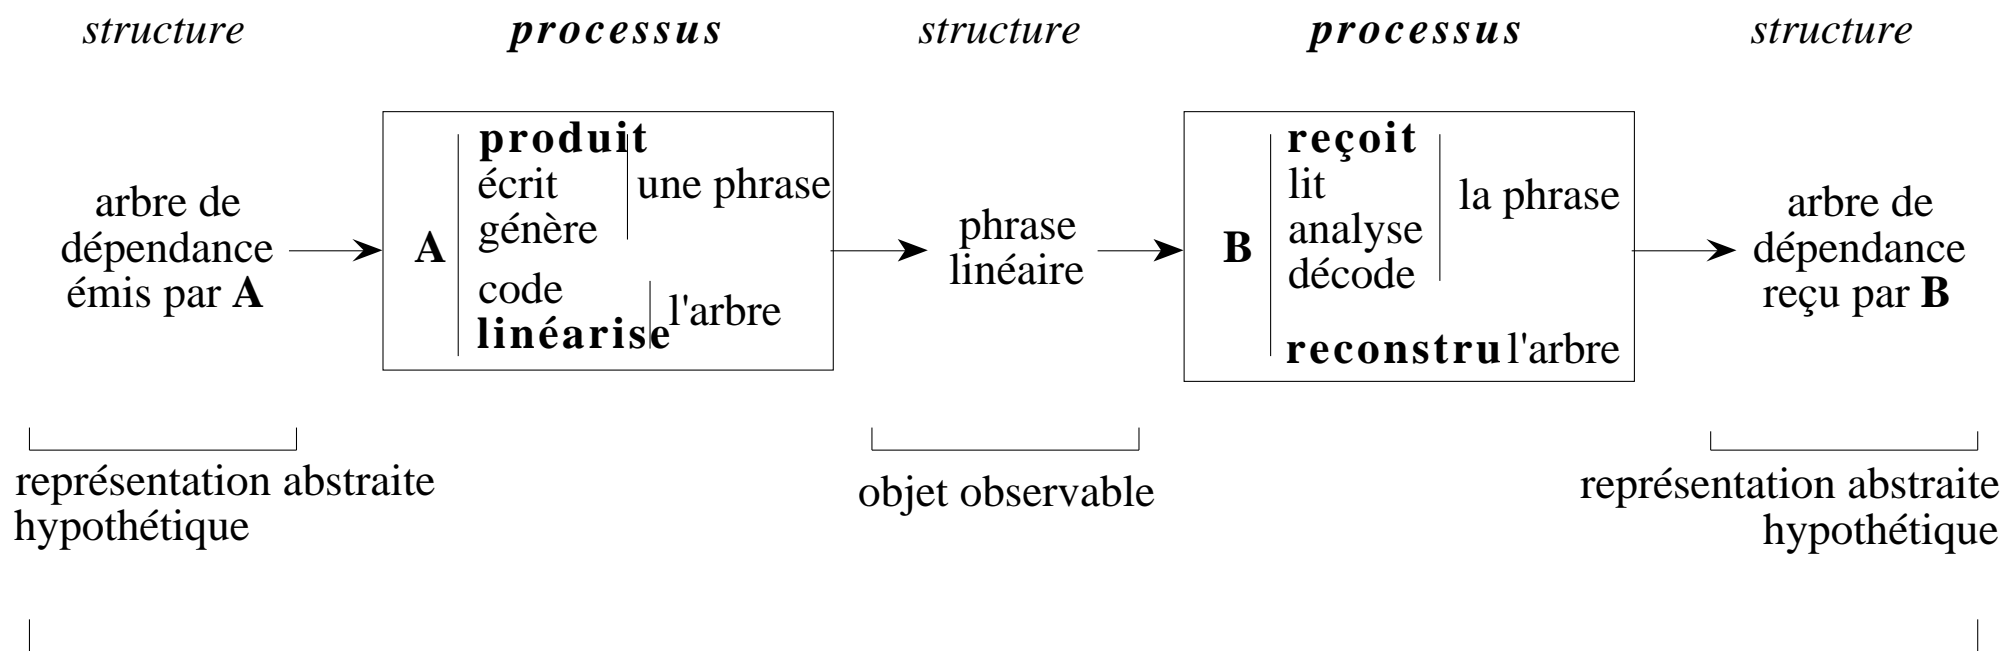 structure processus structure processus structure
arbre de
dépendance
émis par A
A
produit
écrit
génère
une phrase
code
linéarise
l'arbre
phrase
linéaire
B
reçoit
lit
analyse
décode
la phrase
reconstru l'arbre
arbre de
dépendance
reçu par B
représentation abstraite
hypothétique
objet observable
représentation abstraite
hypothétique